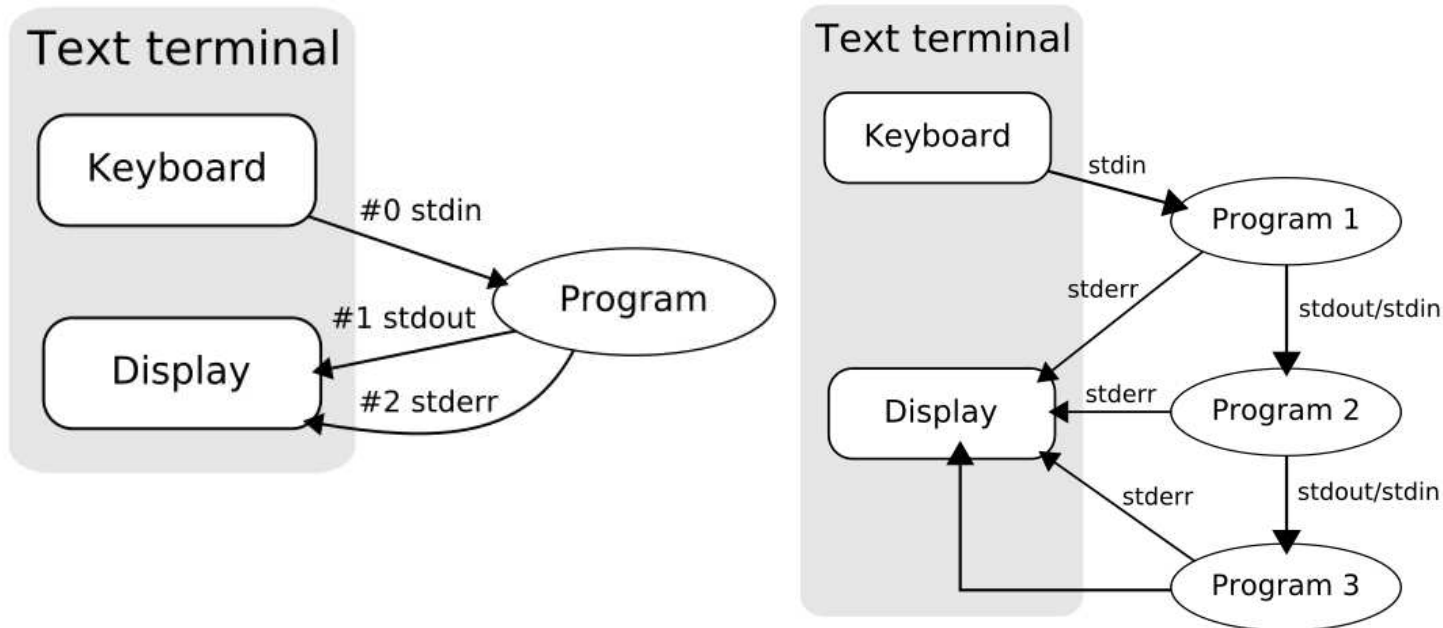 Text terminal
Keyboard
#0 stdin
Program
#1 stdout
Display
#2 stderr
Text terminal
Keyboard
stdin
Program 1
stderr
stdout/stdin
Display
stderr
Program 2
stderr
stdout/stdin
Program 3